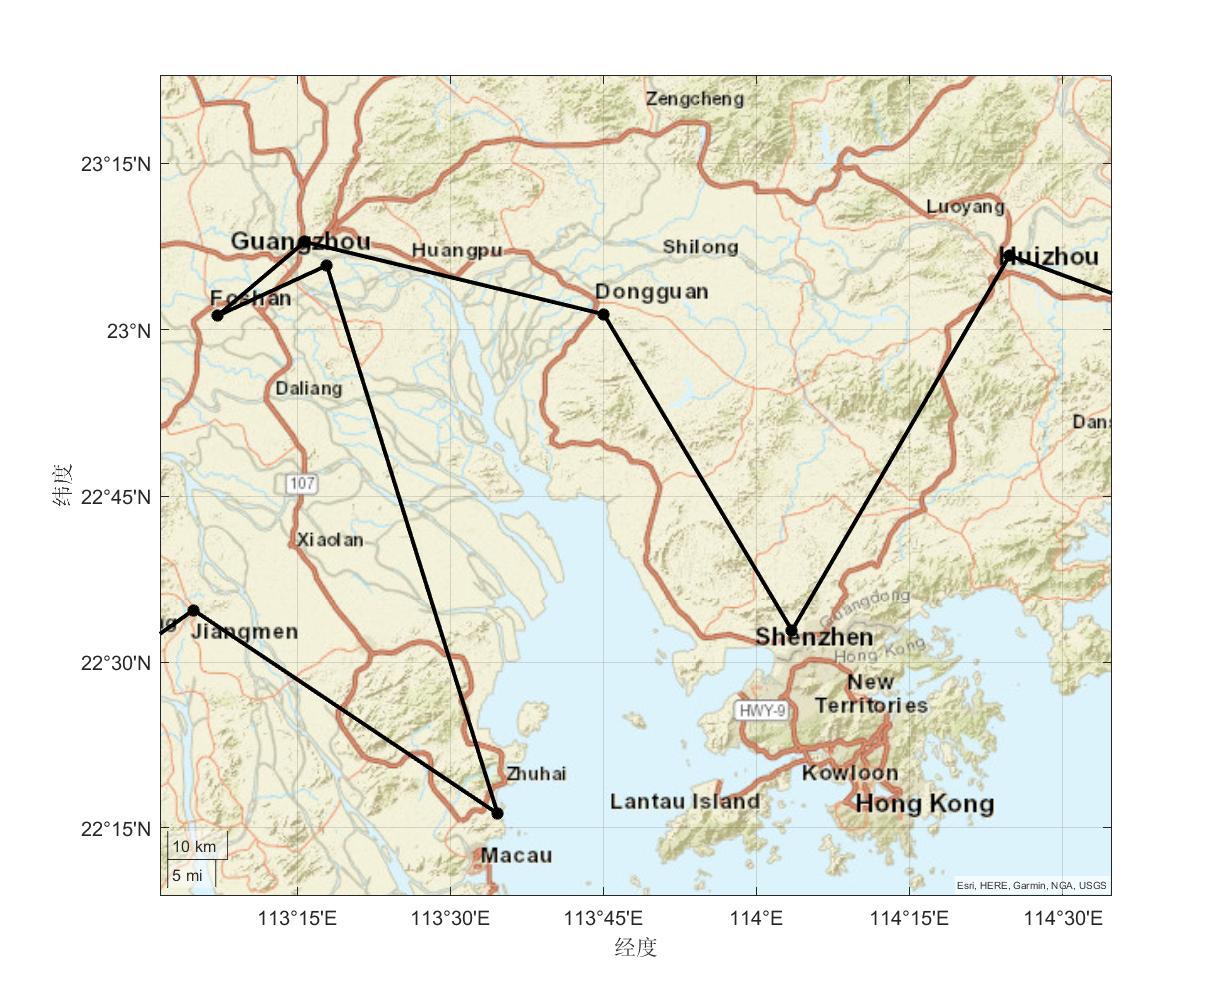 Zengcheng
23°15'N
Luoyang
Guangzhou
Huangpu
Shilong
Huizhou
Foshan
Dongguan
23°N
Daliang
Dans
107
22°45'N
纬度
Xiaolan
Guangdong
Jiangmen
Shenzhen
Hong Kong
22°30'N
New
Territories
HWY-9
Zhuhai
Kowloon
Lantau Island
Hong Kong
22°15'N
10 km
Macau
5 mi
Esri, HERE, Garmin, NGA, USGS
113°15'E
113°30'E
113°45'E
114°E
114°15'E
114°30'E
经度